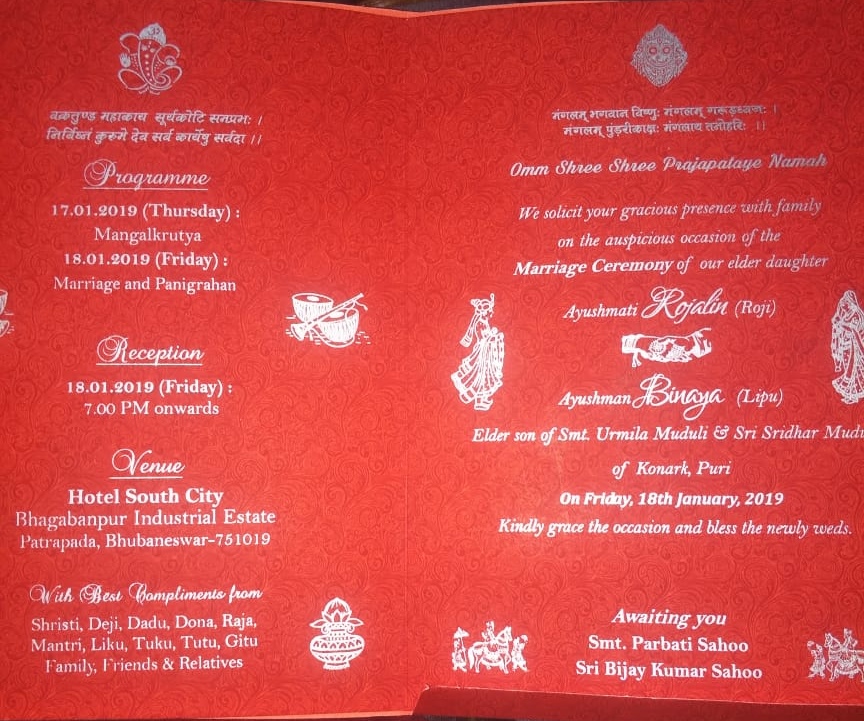 वक्रतुण्ड महाकाय सूर्यकोटि समप्रभः ।
निर्विघ्नं कुरुमे देव सर्व कार्येषु सर्वदा ।।
Programme
17.01.2019 (Thursday) :
Mangalkrutya
18.01.2019 (Friday) :
Marriage and Panigrahan
Reception
18.01.2019 (Friday) :
7.00 PM onwards
Venue
Hotel South City
Bhagabanpur Industrial Estate
Patrapada, Bhubaneswar-751019
With Best Compliments from
Shristi, Deji, Dadu, Dona, Raja,
Mantri, Liku, Tuku, Tutu, Gitu
Family, Friends & Relatives
मंगलम् भगवान विष्णुः मंगलम् गरूडध्वजः ।
मंगलम् पुंडरीकाक्षः मंगलाय तनोहरिः ।।
Omm Shree Shree Prajapataye Namah
We solicit your gracious presence with family
on the auspicious occasion of the
Marriage Ceremony of our elder daughter
Ayushmati Rojalin (Roji)
Ayushman Binaya (Lipu)
Elder son of Smt. Urmila Muduli & Sri Sridhar Mudu
of Konark, Puri
On Friday, 18th January, 2019
Kindly grace the occasion and bless the newly weds.
Awaiting you
Smt. Parbati Sahoo
Sri Bijay Kumar Sahoo